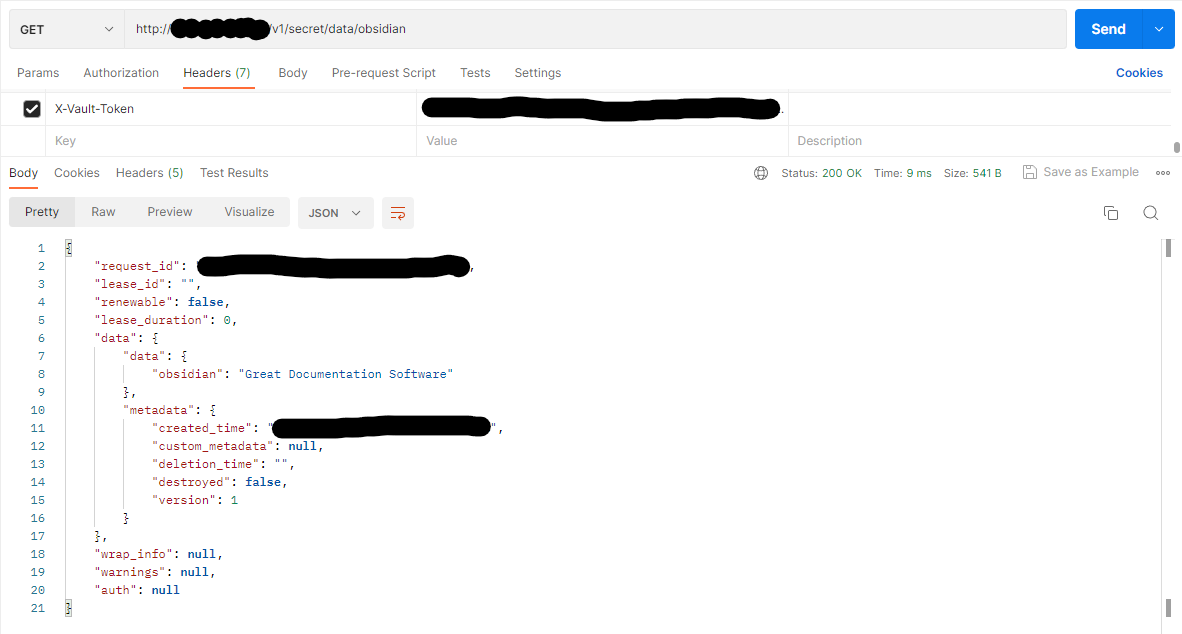 GET http:// /v1/secret/data/obsidian Send
Params Authorization Headers (7) Body Pre-request Script Tests Settings Cookies
X-Vault-Token
Key Value Description
Body Cookies Headers (5) Test Results Status: 200 OK Time: 9 ms Size: 541 B Save as Example
Pretty Raw Preview Visualize JSON
1 {
2 "request_id": ,
3 "lease_id": "",
4 "renewable": false,
5 "lease_duration": 0,
6 "data": {
7 "data": {
8 "obsidian": "Great Documentation Software"
9 },
10 "metadata": {
11 "created_time": " ",
12 "custom_metadata": null,
13 "deletion_time": "",
14 "destroyed": false,
15 "version": 1
16 }
17 },
18 "wrap_info": null,
19 "warnings": null,
20 "auth": null
21 }